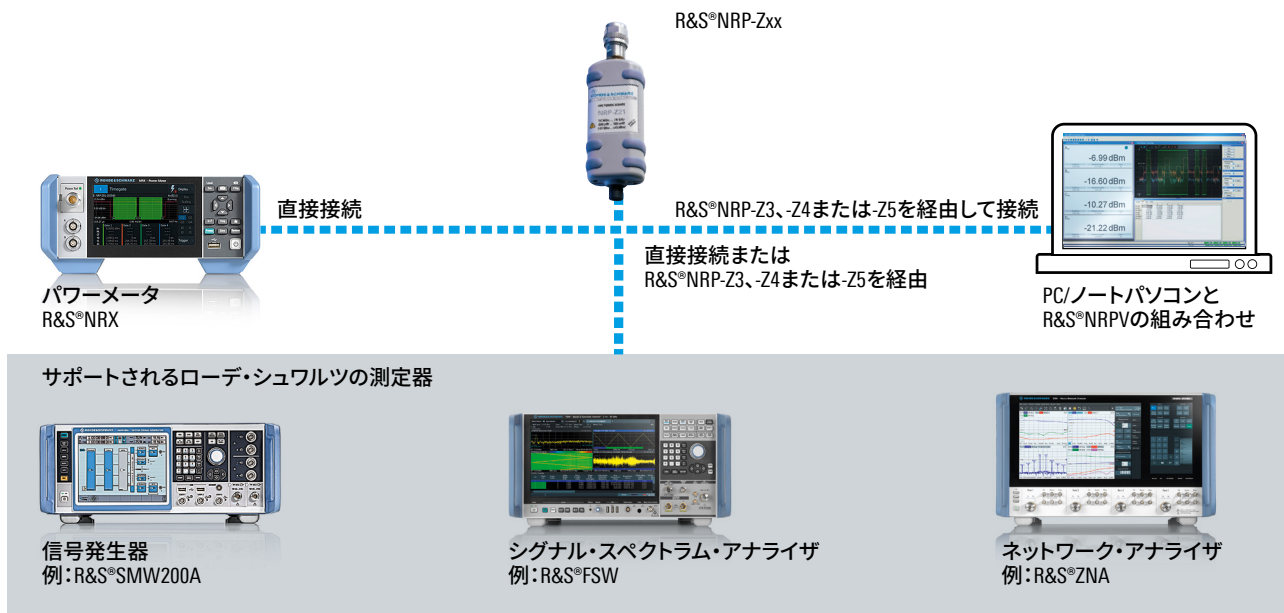 R&S®NRP-Zxx
NRP-Z21
ROHDE&SCHWARZ
Timegate
-6.99 dBm
-16.60 dBm
-10.27 dBm
-21.22 dBm
直接接続
R&S®NRP-Z3、-Z4または-Z5を経由して接続
直接接続または
R&S®NRP-Z3、-Z4または-Z5を経由
パワーメータ
R&S®NRX
PC/ノートパソコンと
R&S®NRPVの組み合わせ
サポートされるローデ・シュワルツの測定器
信号発生器
例：R&S®SMW200A
シグナル・スペクトラム・アナライザ
例：R&S®FSW
ネットワーク・アナライザ
例：R&S®ZNA